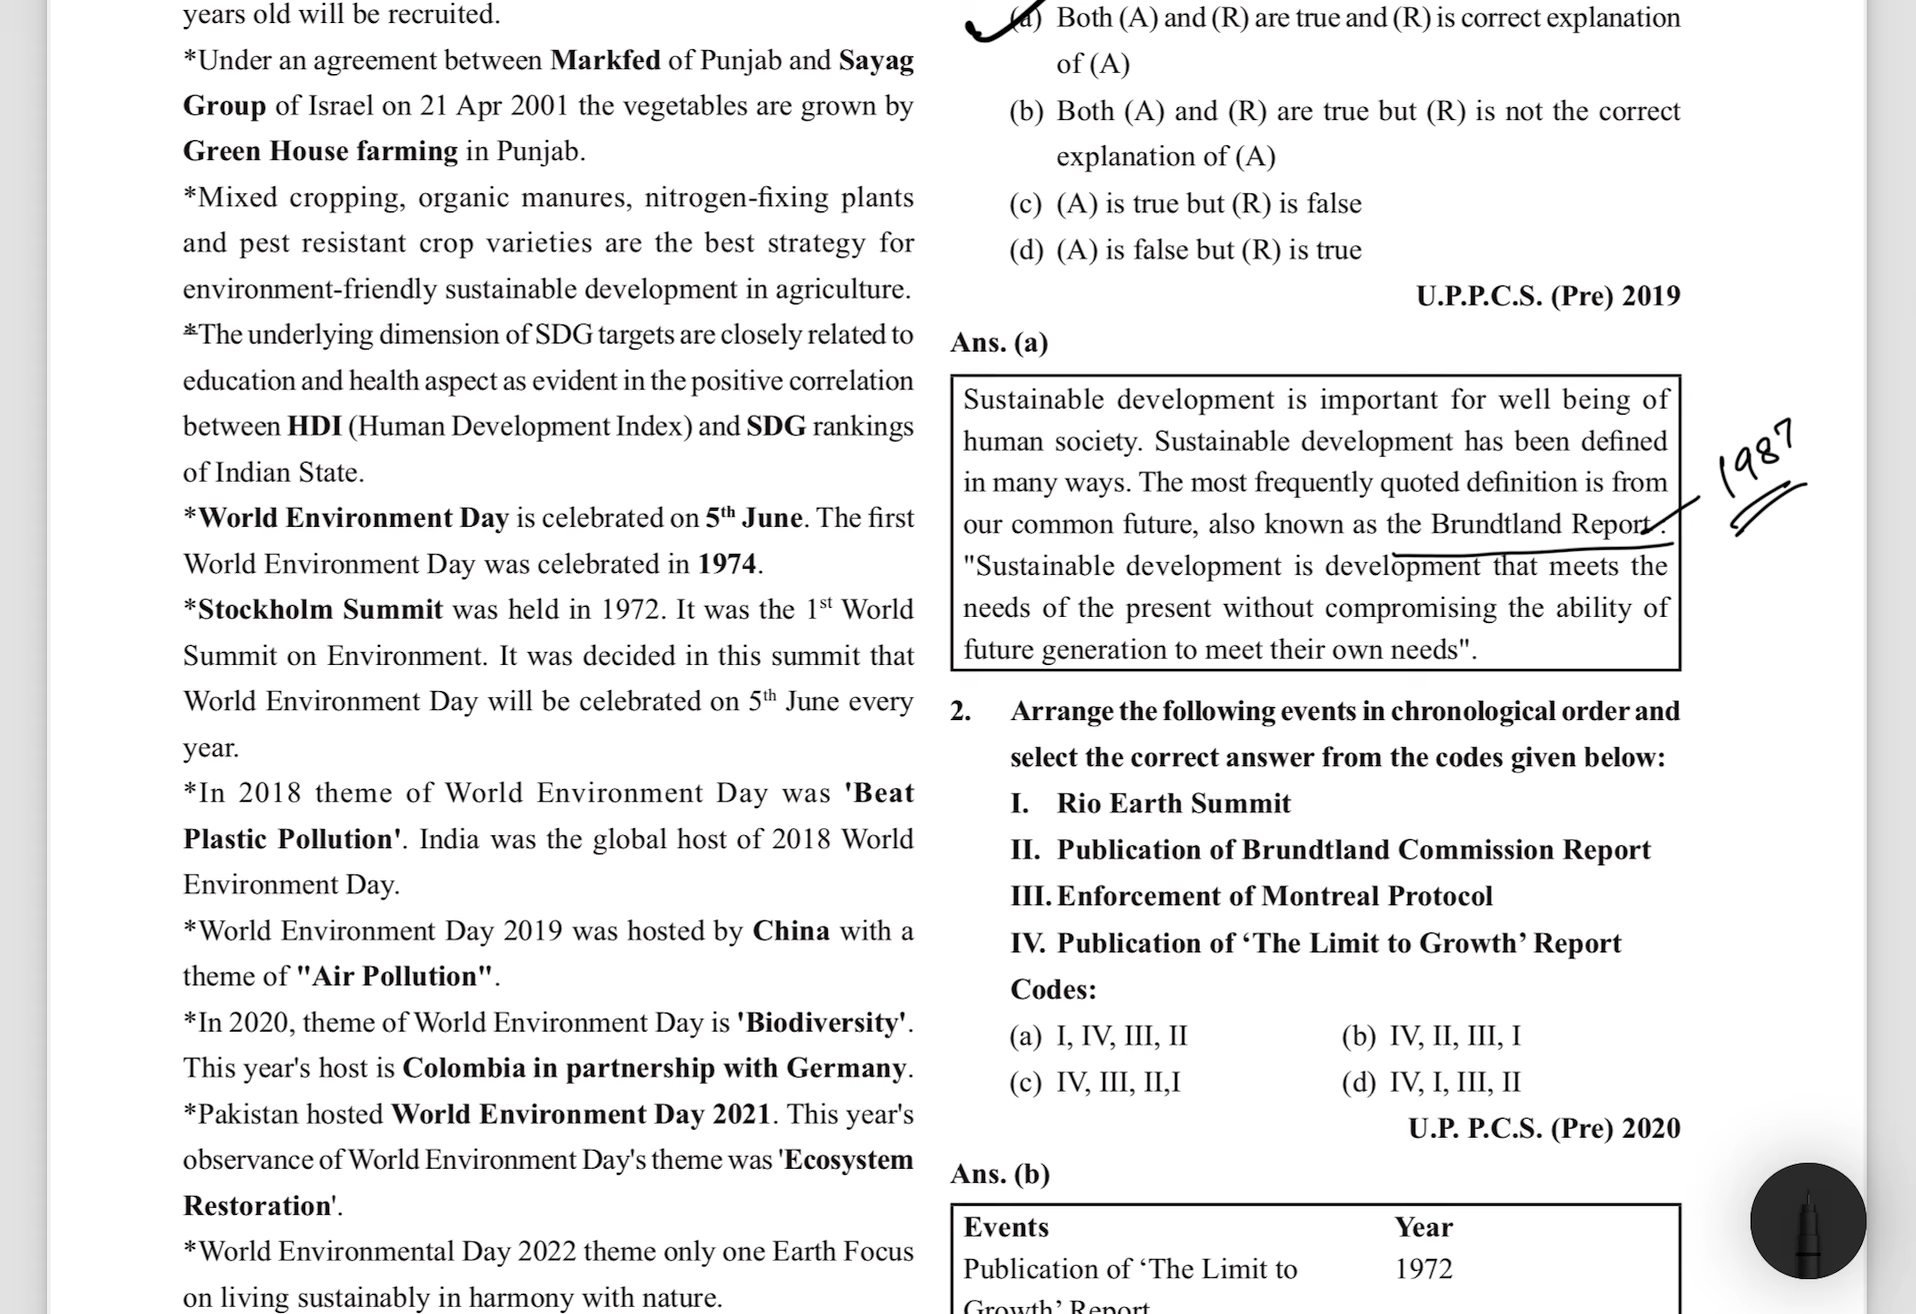 years old will be recruited.
*Under an agreement between Markfed of Punjab and Sayag
Group of Israel on 21 Apr 2001 the vegetables are grown by
Green House farming in Punjab.
*Mixed cropping, organic manures, nitrogen-fixing plants
and pest resistant crop varieties are the best strategy for
environment-friendly sustainable development in agriculture.
*The underlying dimension of SDG targets are closely related to
education and health aspect as evident in the positive correlation
between HDI (Human Development Index) and SDG rankings
of Indian State.
*World Environment Day is celebrated on 5th June. The first
World Environment Day was celebrated in 1974.
*Stockholm Summit was held in 1972. It was the 1st World
Summit on Environment. It was decided in this summit that
World Environment Day will be celebrated on 5th June every
year.
*In 2018 theme of World Environment Day was 'Beat
Plastic Pollution'. India was the global host of 2018 World
Environment Day.
*World Environment Day 2019 was hosted by China with a
theme of "Air Pollution".
*In 2020, theme of World Environment Day is 'Biodiversity'.
This year's host is Colombia in partnership with Germany.
*Pakistan hosted World Environment Day 2021. This year's
observance of World Environment Day's theme was 'Ecosystem
Restoration'.
*World Environmental Day 2022 theme only one Earth Focus
on living sustainably in harmony with nature.
(a) Both (A) and (R) are true and (R) is correct explanation
of (A)
(b) Both (A) and (R) are true but (R) is not the correct
explanation of (A)
(c) (A) is true but (R) is false
(d) (A) is false but (R) is true
U.P.P.C.S. (Pre) 2019
Ans. (a)
Sustainable development is important for well being of
human society. Sustainable development has been defined
in many ways. The most frequently quoted definition is from
our common future, also known as the Brundtland Report :
"Sustainable development is development that meets the
needs of the present without compromising the ability of
future generation to meet their own needs".
1987
2. Arrange the following events in chronological order and
select the correct answer from the codes given below:
I. Rio Earth Summit
II. Publication of Brundtland Commission Report
III. Enforcement of Montreal Protocol
IV. Publication of ‘The Limit to Growth’ Report
Codes:
(a) I, IV, III, II (b) IV, II, III, I
(c) IV, III, II,I (d) IV, I, III, II
U.P. P.C.S. (Pre) 2020
Ans. (b)
Events Year
Publication of ‘The Limit to 1972
Growth’ Report